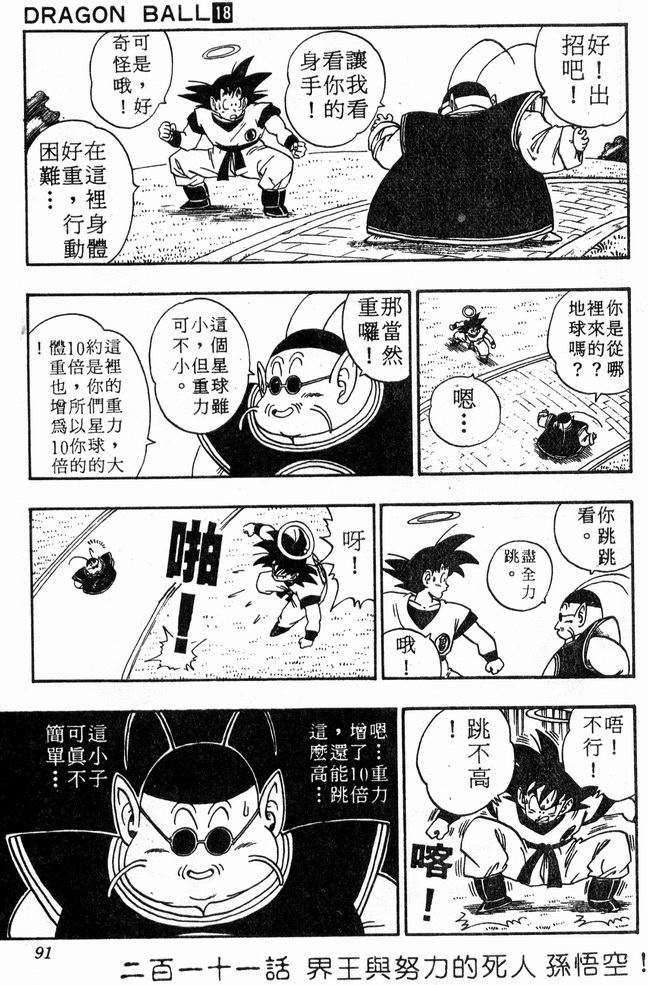 DRAGON BALL 18
好！出
招吧！
讓我看
看你的
身手！
可是，好
奇怪哦！
在這裡身體
好重，行動
困難…
你是從哪
裡來的？
地球嗎？
嗯…
那當然
重囉！
這個星球雖
小，但重力
可不小。
這裡的重力，大
約是你們星球的
10倍，所以你的
體重也增為10倍
！
你跳跳
看。
盡全力
跳。
哦！
呀！
啪！
唔！
不行！
跳不高
！
喀！
嗯…重力
增了10倍
，還能跳
這麼高…
這小子
可真不
簡單…
91
二百一十一話 界王與努力的死人 孫悟空！